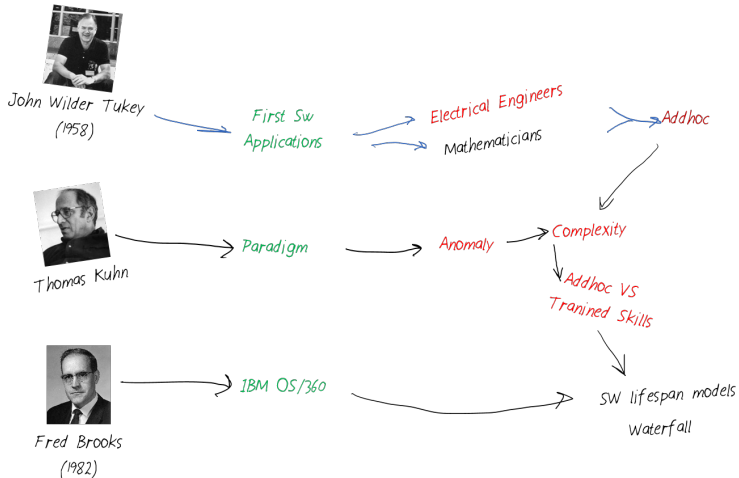 John Wilder Tukey
(1958)
First Sw
Applications
Electrical Engineers
Mathematicians
Addhoc
Thomas Kuhn
Paradigm
Anomaly
Complexity
Addhoc VS
Tranined Skills
Fred Brooks
(1982)
IBM OS/360
SW lifespan models
Waterfall